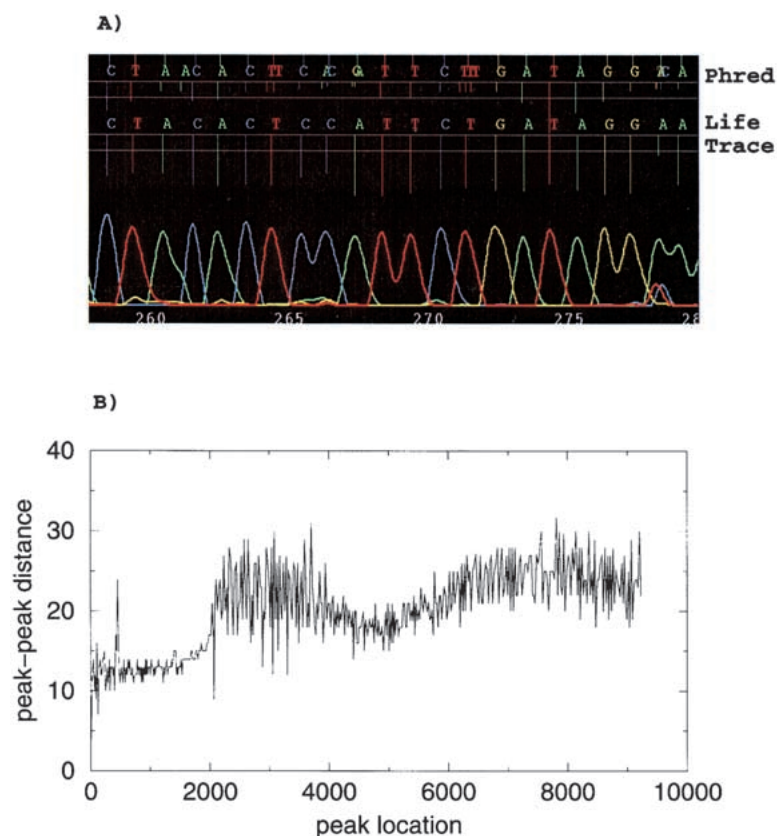 A)
C T A A C A C T T C A C G A T T C T T T G A T A G G A C A Phred
C T A C A C T C C A T T C T G A T A G G A A Life
Trace
260 265 270 275 28
B)
40
30
20
10
0
peak-peak distance
0 2000 4000 6000 8000 10000
peak location